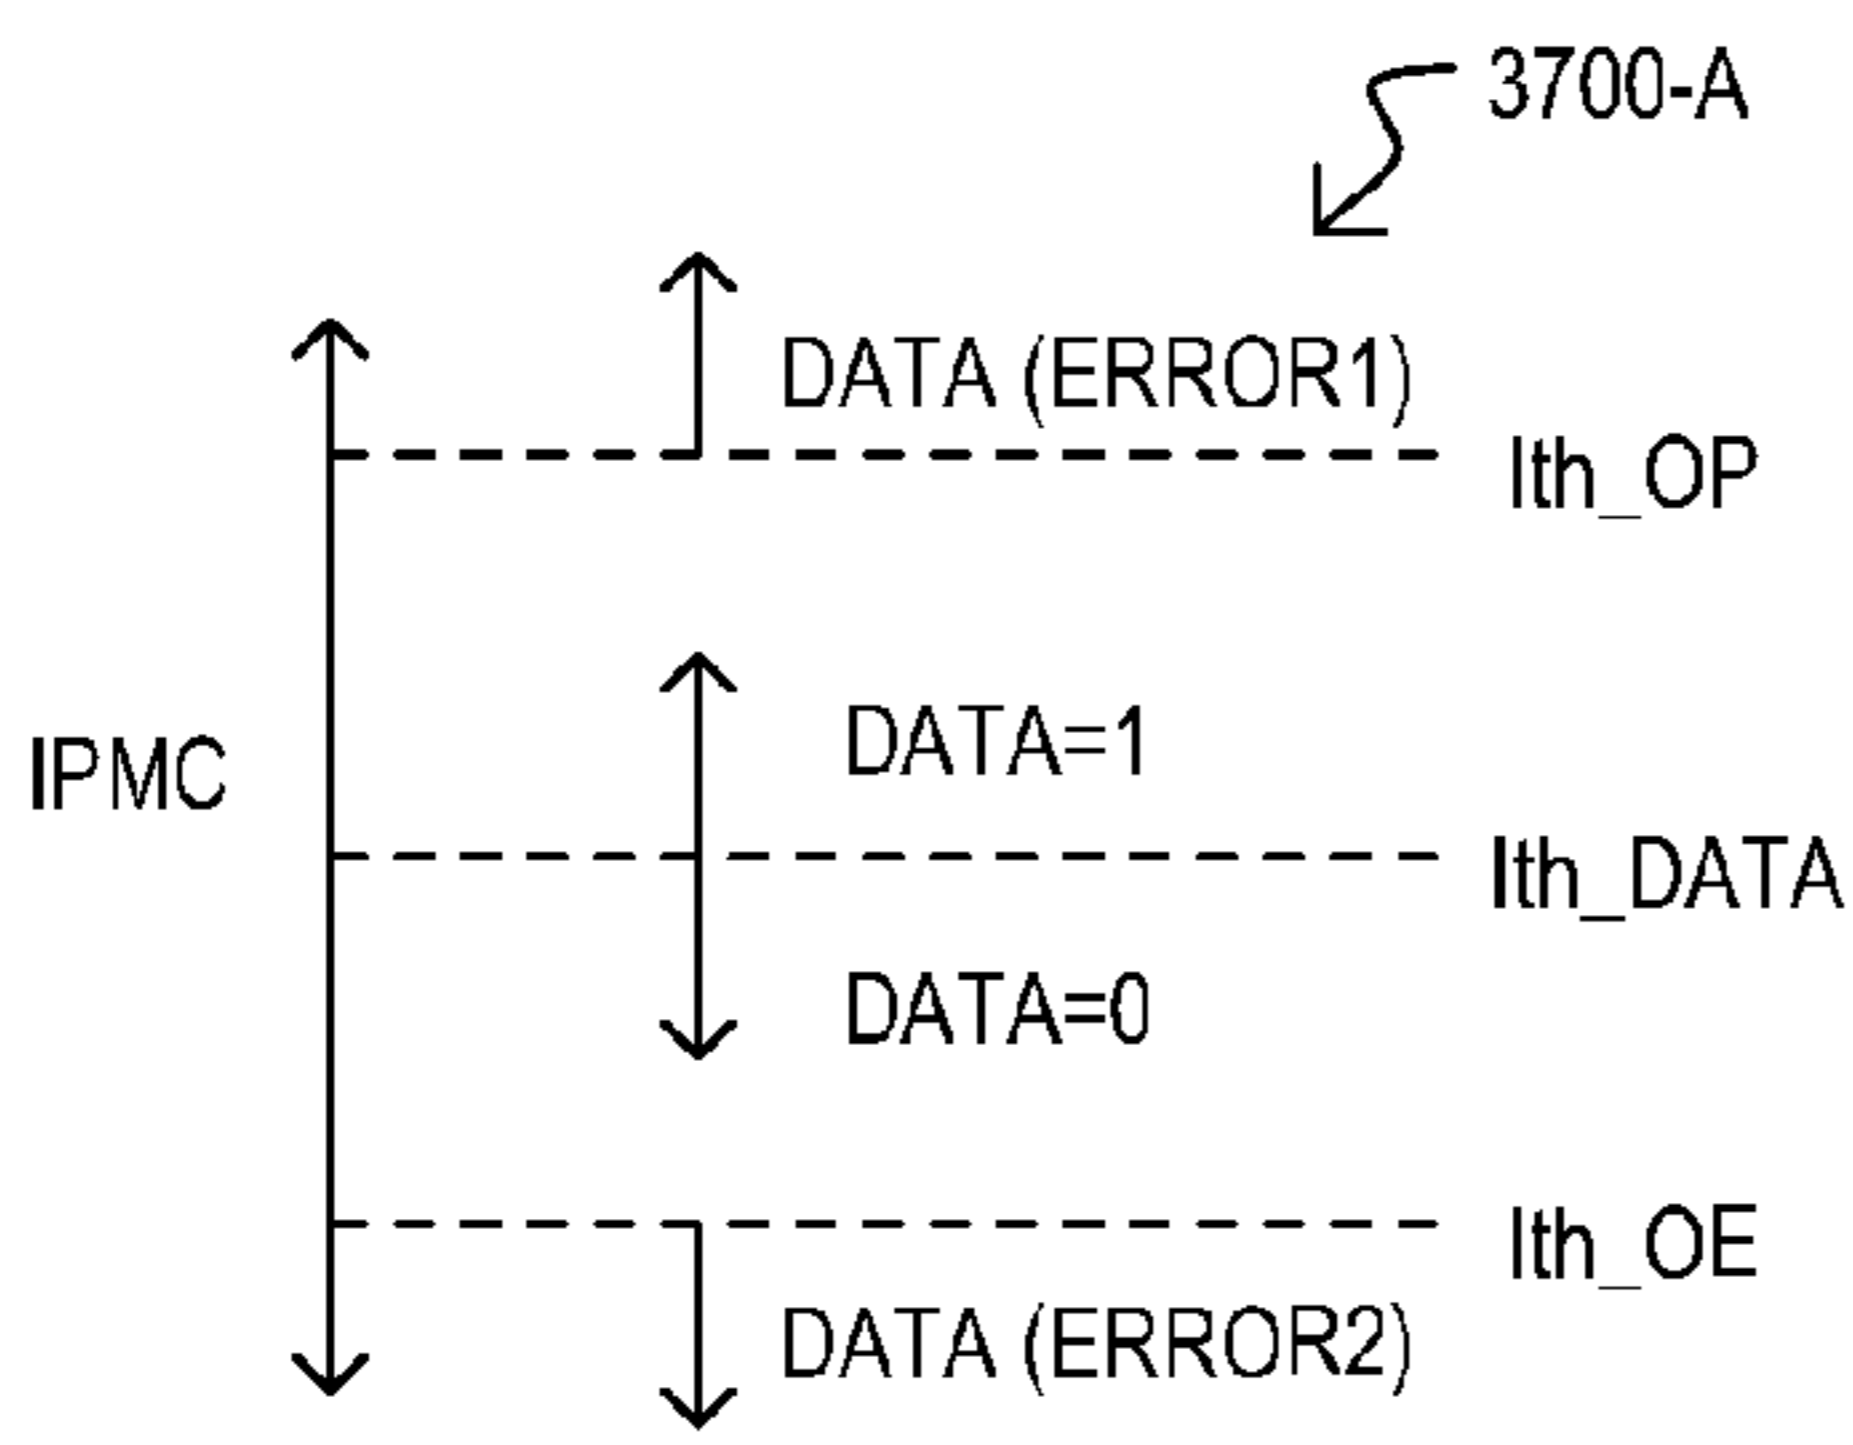 3700-A
DATA (ERROR1)
Ith_OP
DATA=1
IPMC
Ith_DATA
DATA=0
Ith_OE
DATA (ERROR2)